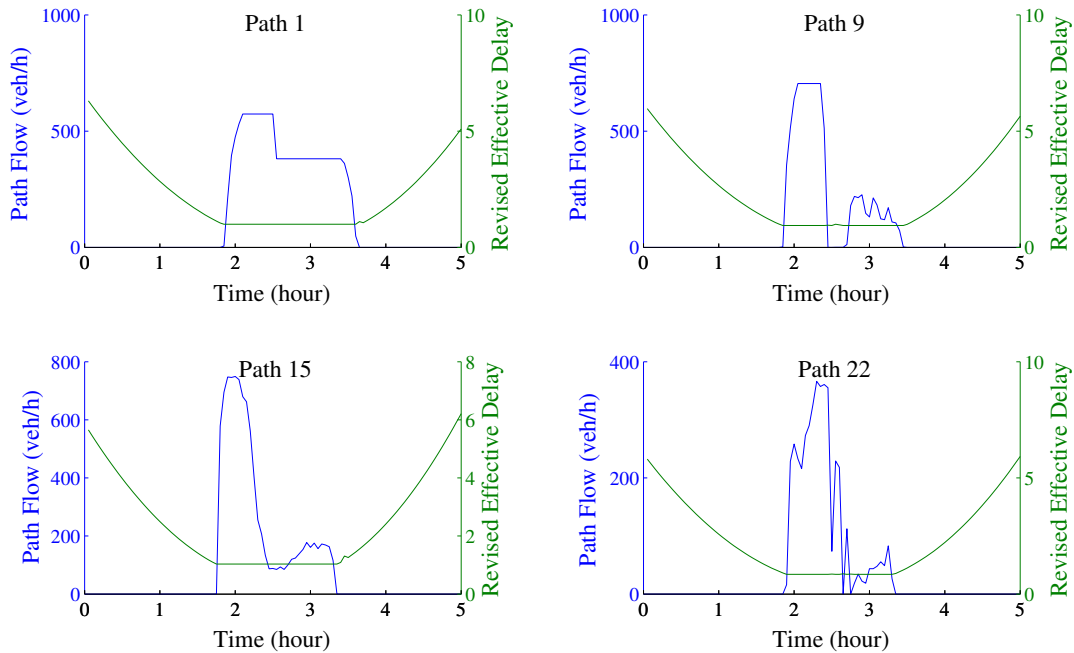 Path 1
1000
500
0
10
5
0
0 1 2 3 4 5
Time (hour)
Path Flow (veh/h)
Revised Effective Delay
Path 9
1000
500
0
10
5
0
0 1 2 3 4 5
Time (hour)
Path Flow (veh/h)
Revised Effective Delay
Path 15
800
600
400
200
0
8
6
4
2
0
0 1 2 3 4 5
Time (hour)
Path Flow (veh/h)
Revised Effective Delay
Path 22
400
200
0
10
5
0
0 1 2 3 4 5
Time (hour)
Path Flow (veh/h)
Revised Effective Delay